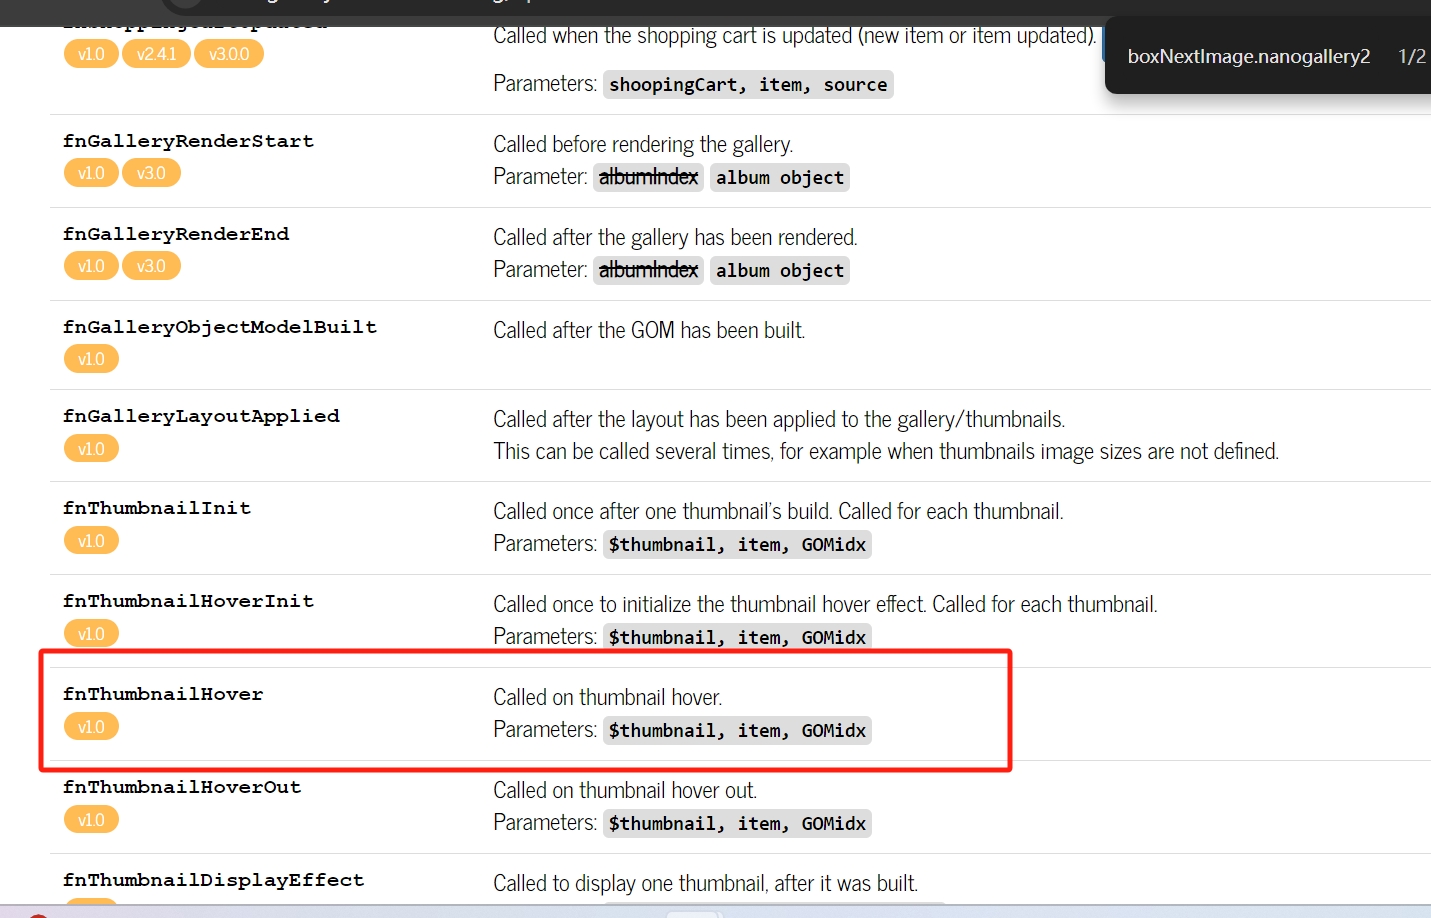 v1.0 v2.4.1 v3.0.0
Called when the shopping cart is updated (new item or item updated).
Parameters: shoopingCart, item, source
boxNextImage.nanogallery2 1/2
fnGalleryRenderStart
v1.0 v3.0
Called before rendering the gallery.
Parameter: albumIndex album object
fnGalleryRenderEnd
v1.0 v3.0
Called after the gallery has been rendered.
Parameter: albumIndex album object
fnGalleryObjectModelBuilt
v1.0
Called after the GOM has been built.
fnGalleryLayoutApplied
v1.0
Called after the layout has been applied to the gallery/thumbnails.
This can be called several times, for example when thumbnails image sizes are not defined.
fnThumbnailInit
v1.0
Called once after one thumbnail's build. Called for each thumbnail.
Parameters: $thumbnail, item, GOMidx
fnThumbnailHoverInit
v1.0
Called once to initialize the thumbnail hover effect. Called for each thumbnail.
Parameters: $thumbnail, item, GOMidx
fnThumbnailHover
v1.0
Called on thumbnail hover.
Parameters: $thumbnail, item, GOMidx
fnThumbnailHoverOut
v1.0
Called on thumbnail hover out.
Parameters: $thumbnail, item, GOMidx
fnThumbnailDisplayEffect
Called to display one thumbnail, after it was built.